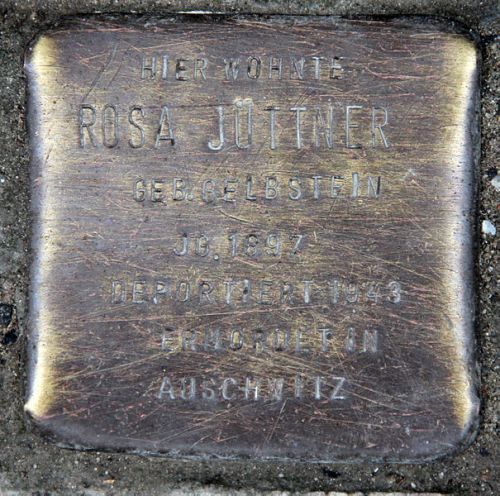 HIER WOHNTE
ROSA JÜTTNER
GEB. GELBSTEIN
JG. 1897
DEPORTIERT 1943
ERMORDET IN
AUSCHWITZ